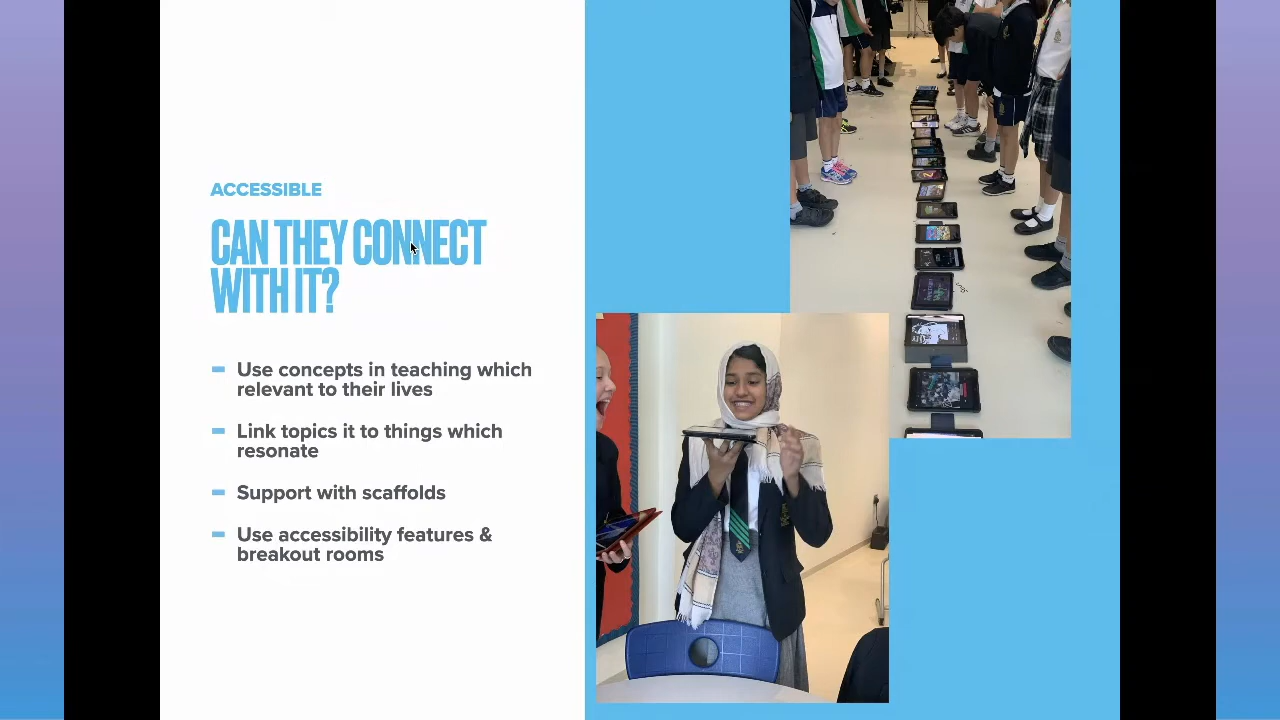 ACCESSIBLE
CAN THEY CONNECT
WITH IT?
Use concepts in teaching which
relevant to their lives
Link topics it to things which
resonate
Support with scaffolds
Use accessibility features &
breakout rooms